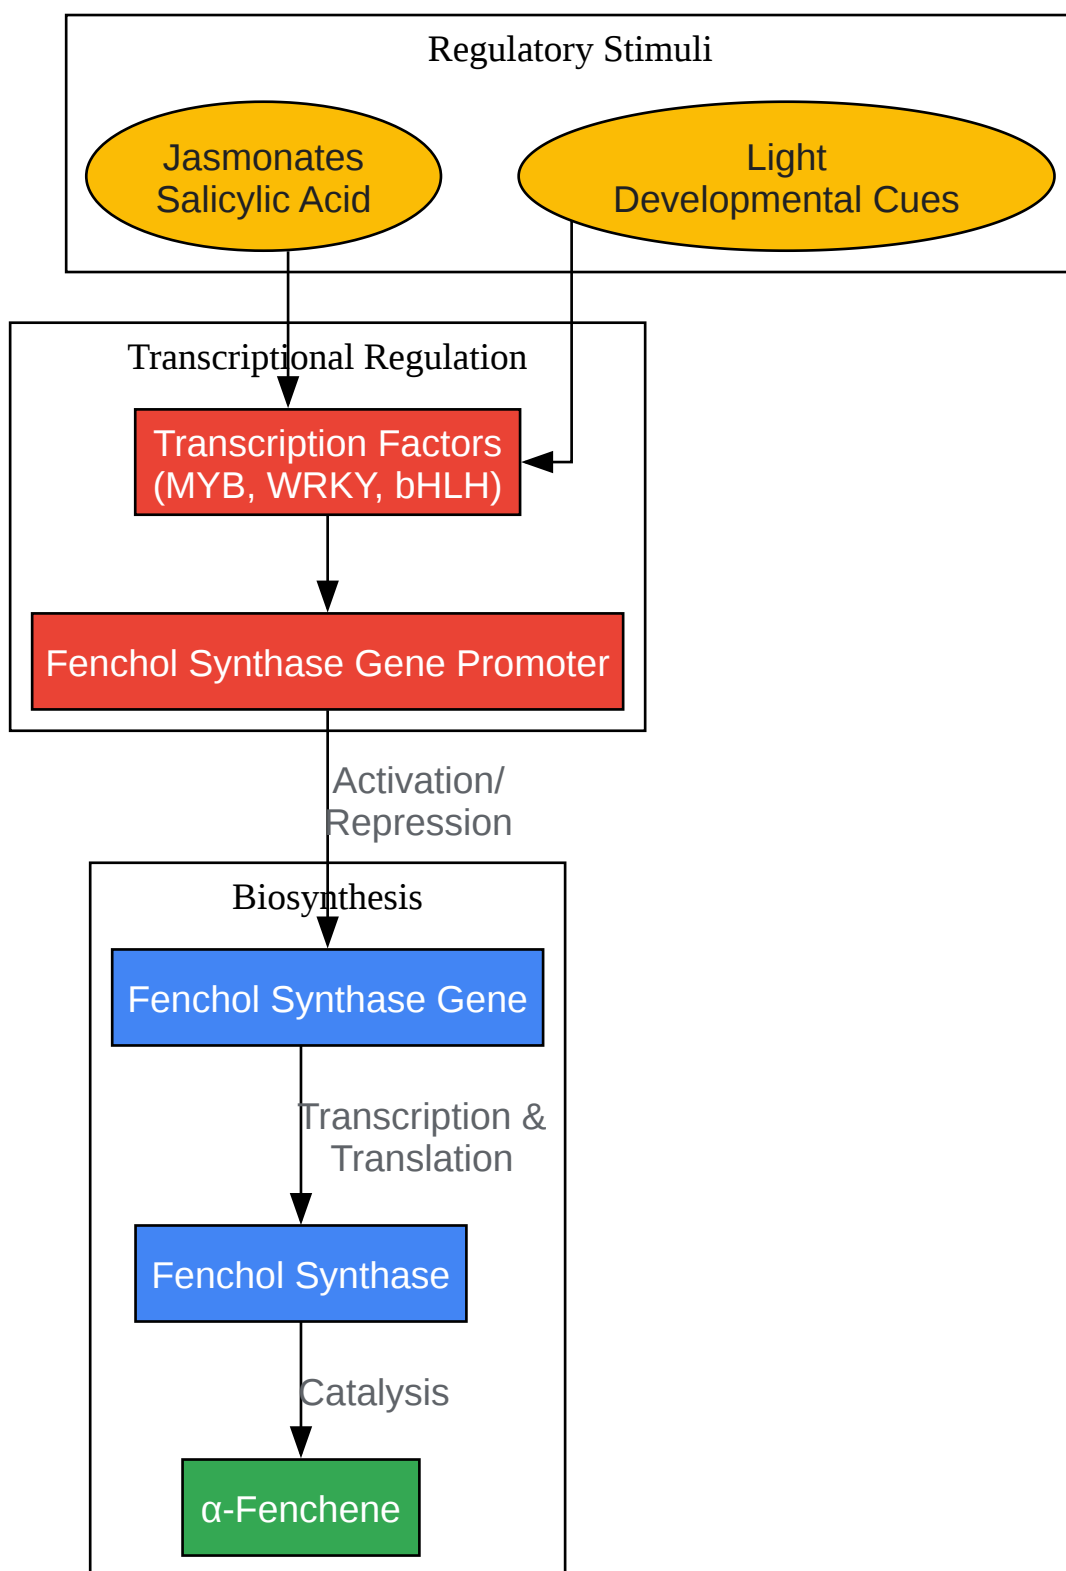 Regulatory Stimuli
Jasmonates
Salicylic Acid
Light
Developmental Cues
Transcriptional Regulation
Transcription Factors
(MYB, WRKY, bHLH)
Fenchol Synthase Gene Promoter
Activation/
Repression
Biosynthesis
Fenchol Synthase Gene
Transcription &
Translation
Fenchol Synthase
Catalysis
α-Fenchene